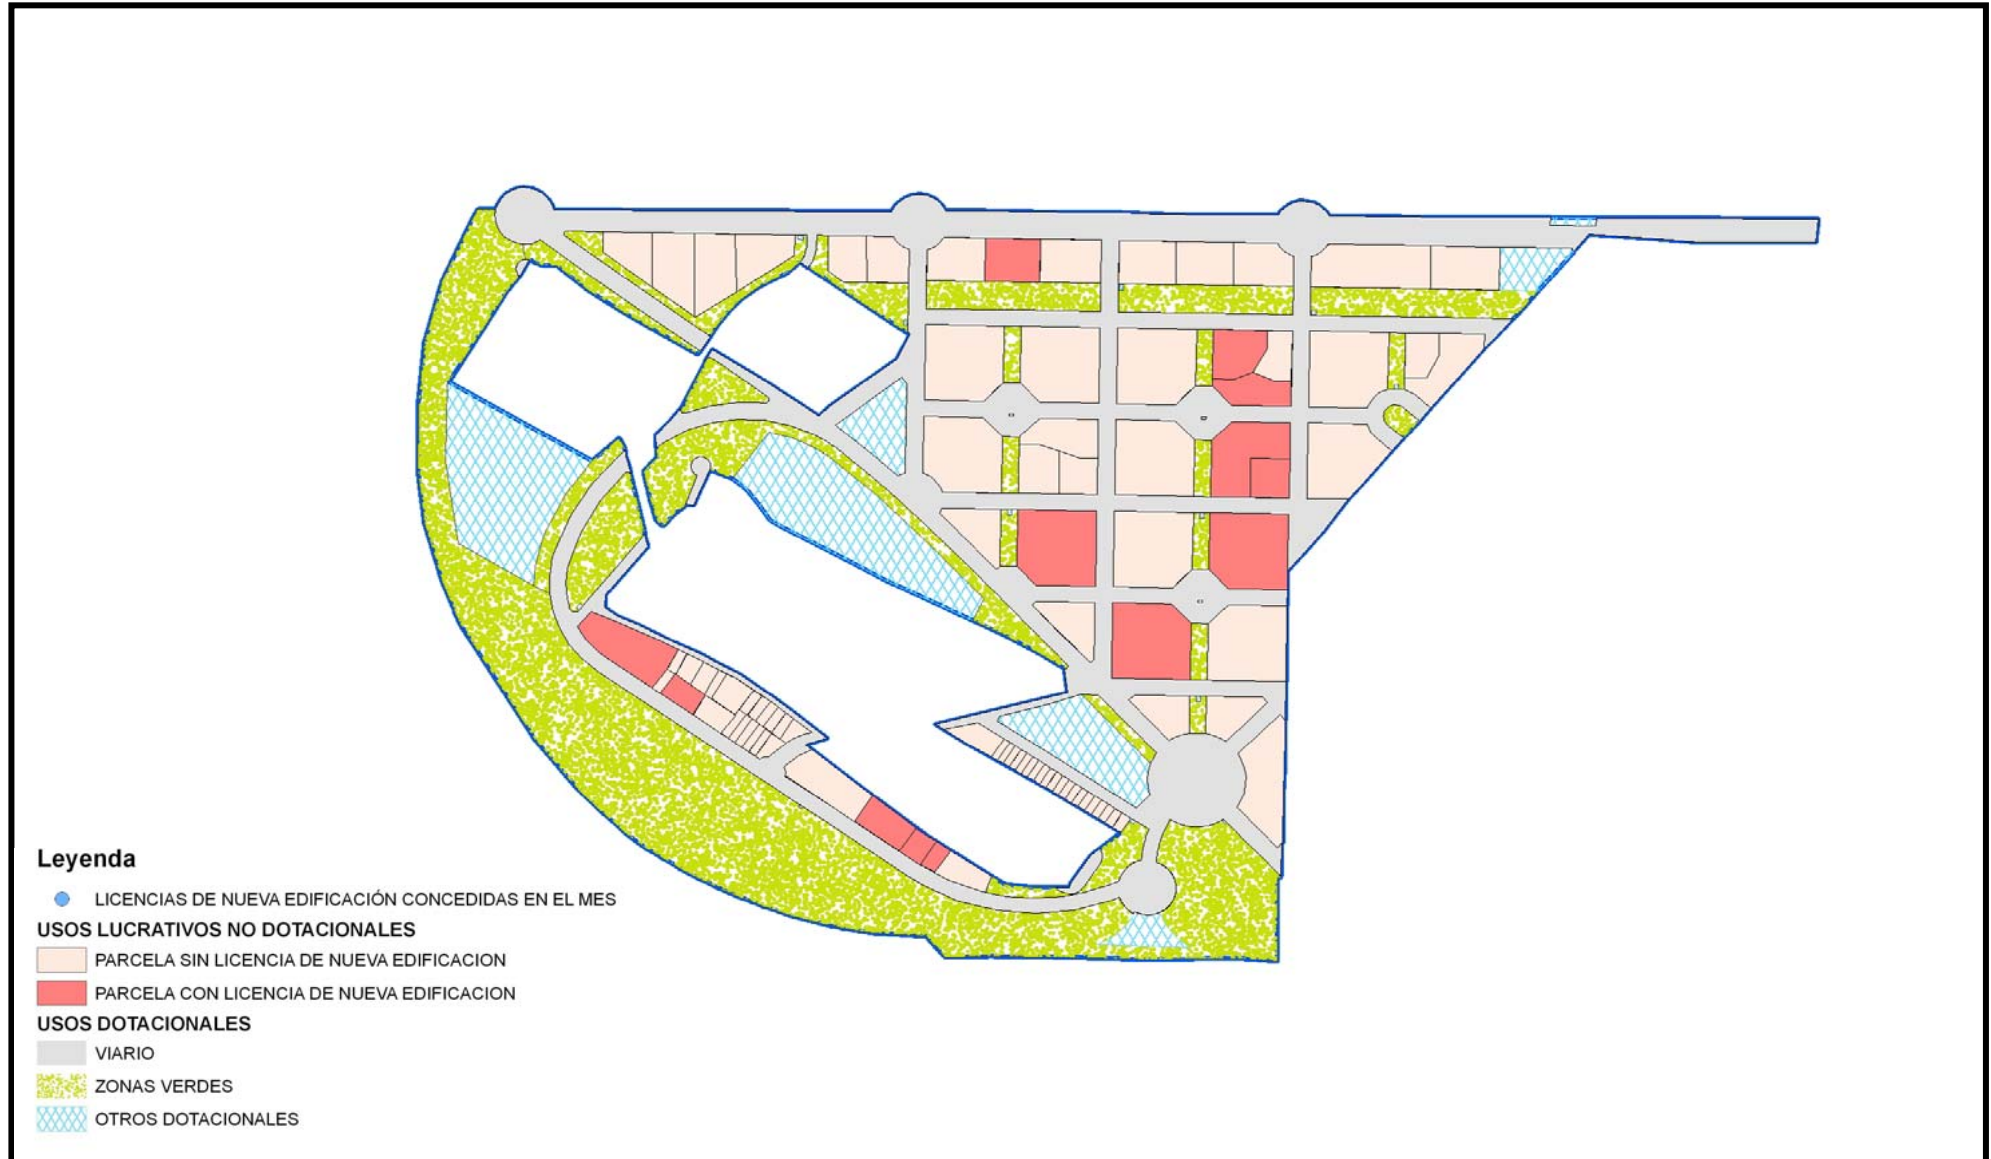 Leyenda
LICENCIAS DE NUEVA EDIFICACIÓN CONCEDIDAS EN EL MES
USOS LUCRATIVOS NO DOTACIONALES
PARCELA SIN LICENCIA DE NUEVA EDIFICACION
PARCELA CON LICENCIA DE NUEVA EDIFICACION
USOS DOTACIONALES
VIARIO
ZONAS VERDES
OTROS DOTACIONALES